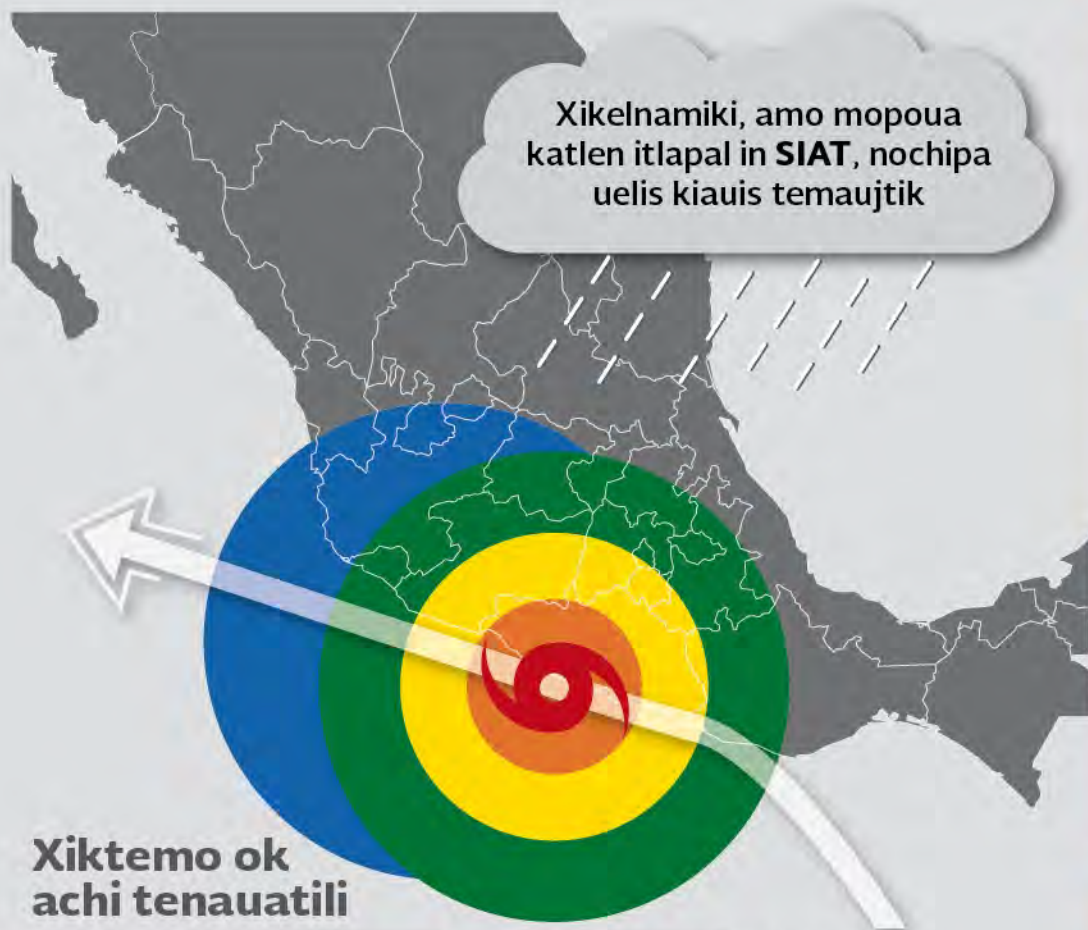 Xikelnamiki, amo mopoua
katlen itlapal in SIAT, nochipa
uelis kiauis temaujtik
Xiktemo ok
achi tenauatili